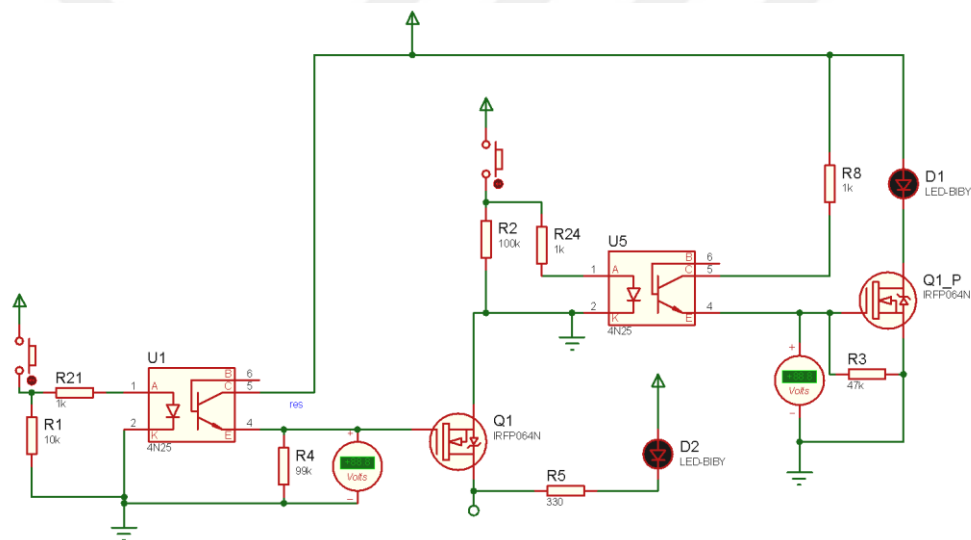 R8
1k
D1
LED-BIBY
R2
100k
R24
1k
U5
B 6
A
1
C 5
K
2
E 4
4N25
Q1_P
IRFP064N
R3
47k
+
Volts
-
U1
R21
1k
B 6
A
1
C 5
K
2
E 4
4N25
R1
10k
res
R4
99k
+
Volts
-
Q1
IRFP064N
D2
LED-BIBY
R5
330